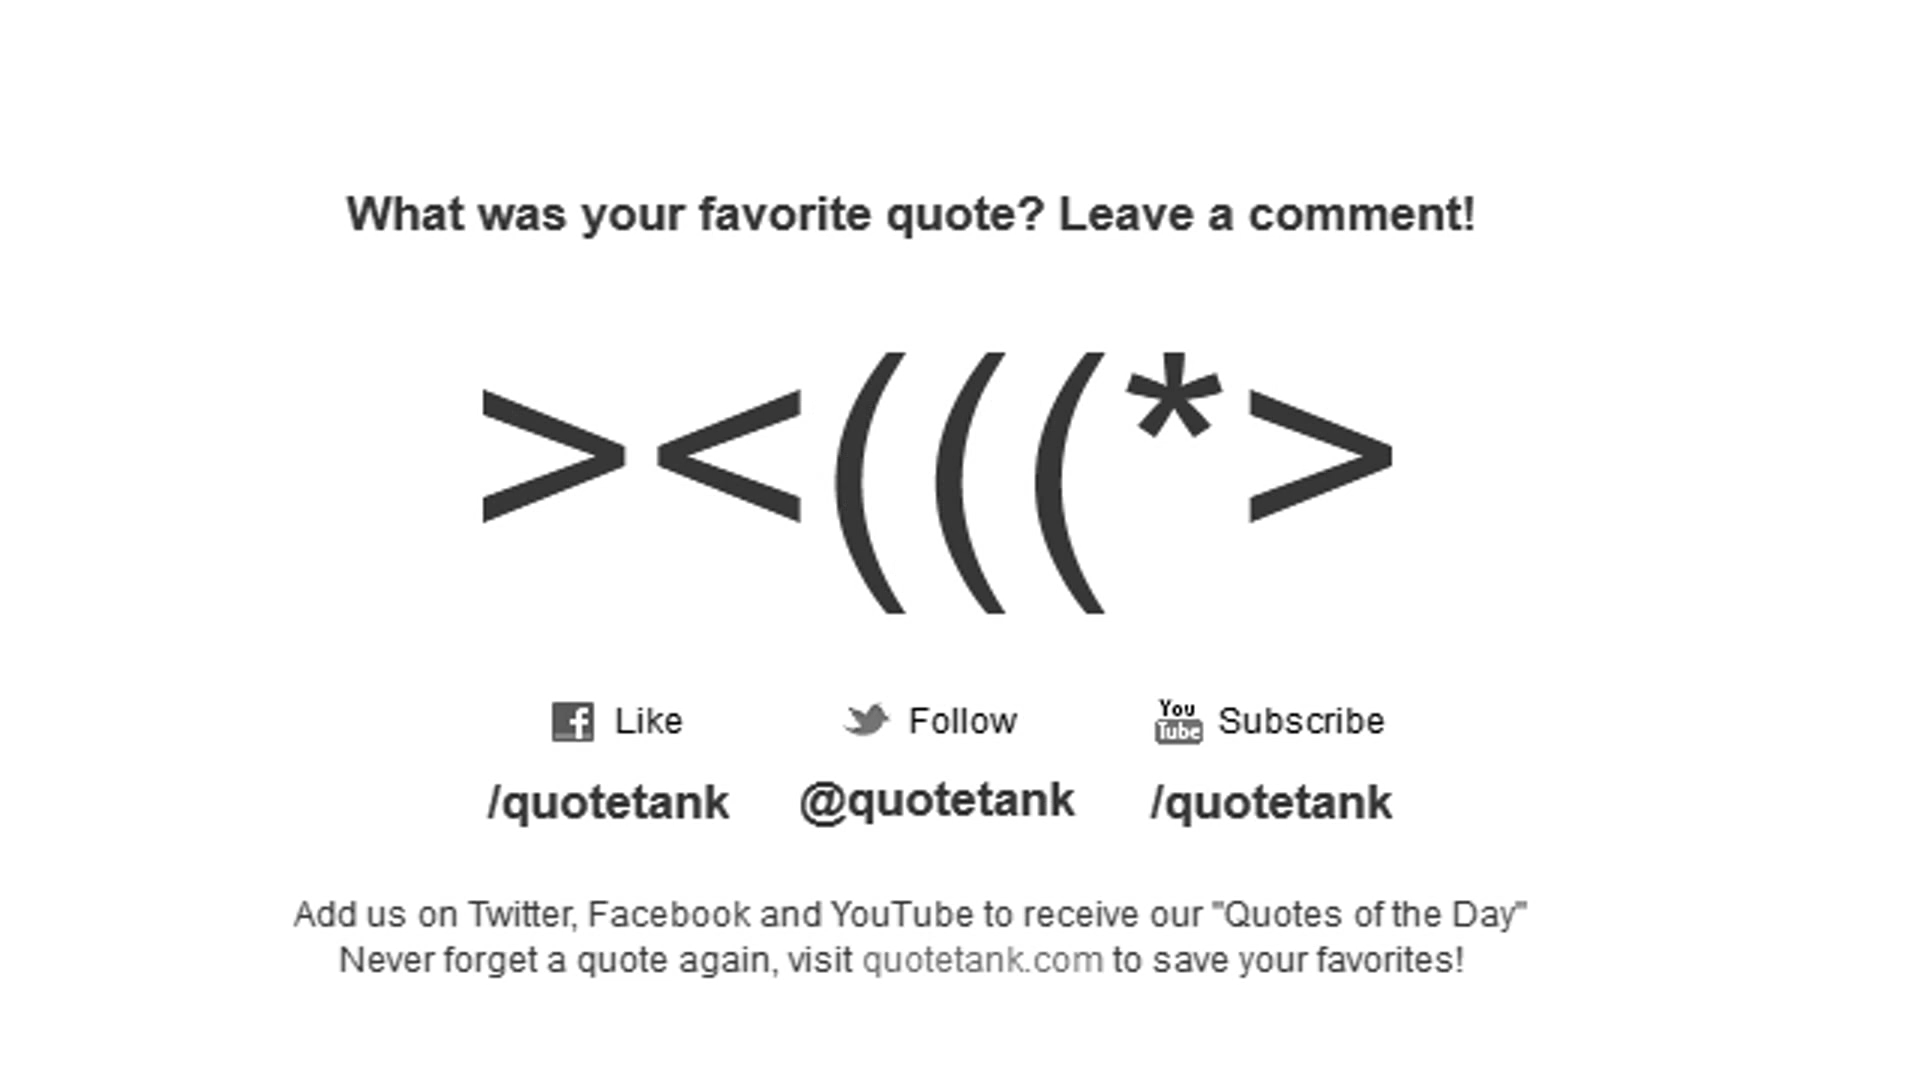 What was your favorite quote? Leave a comment!
><(((*>
f Like Follow You Tube Subscribe
/quotetank @quotetank /quotetank
Add us on Twitter, Facebook and YouTube to receive our "Quotes of the Day"
Never forget a quote again, visit quotetank.com to save your favorites!